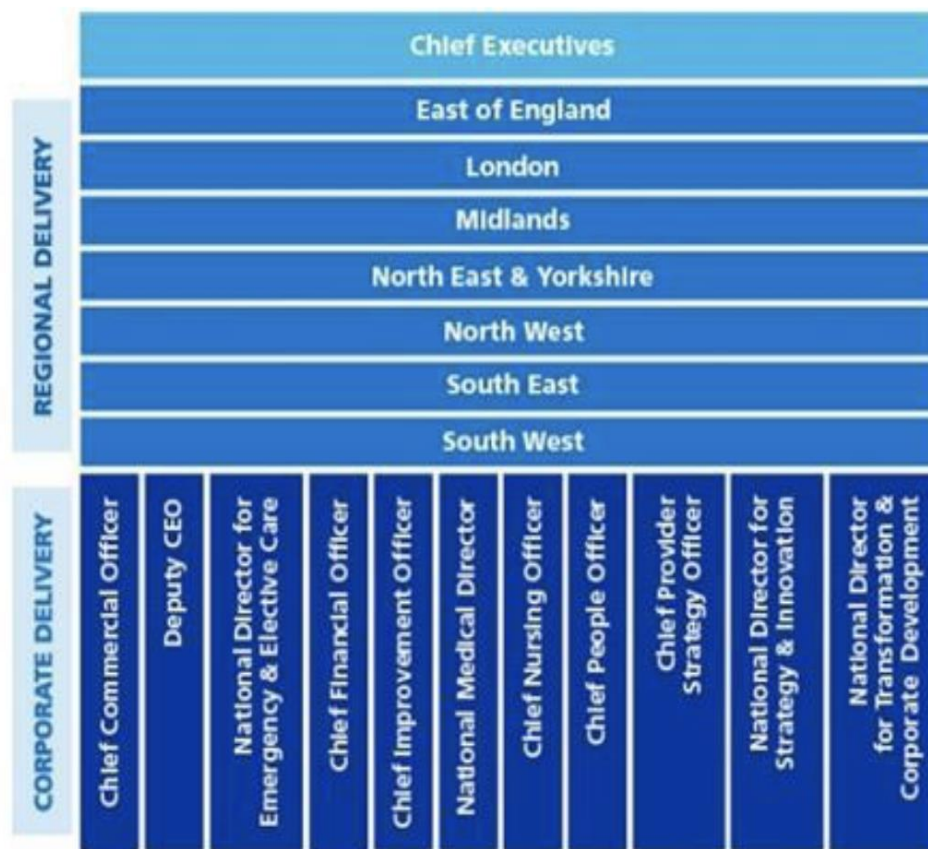 Chief Executives
REGIONAL DELIVERY
East of England
London
Midlands
North East & Yorkshire
North West
South East
South West
CORPORATE DELIVERY
Chief Commercial Officer
Deputy CEO
National Director for
Emergency & Elective Care
Chief Financial Officer
Chief Improvement Officer
National Medical Director
Chief Nursing Officer
Chief People Officer
Chief Provider
Strategy Officer
National Director for
Strategy & Innovation
National Director
for Transformation &
Corporate Development